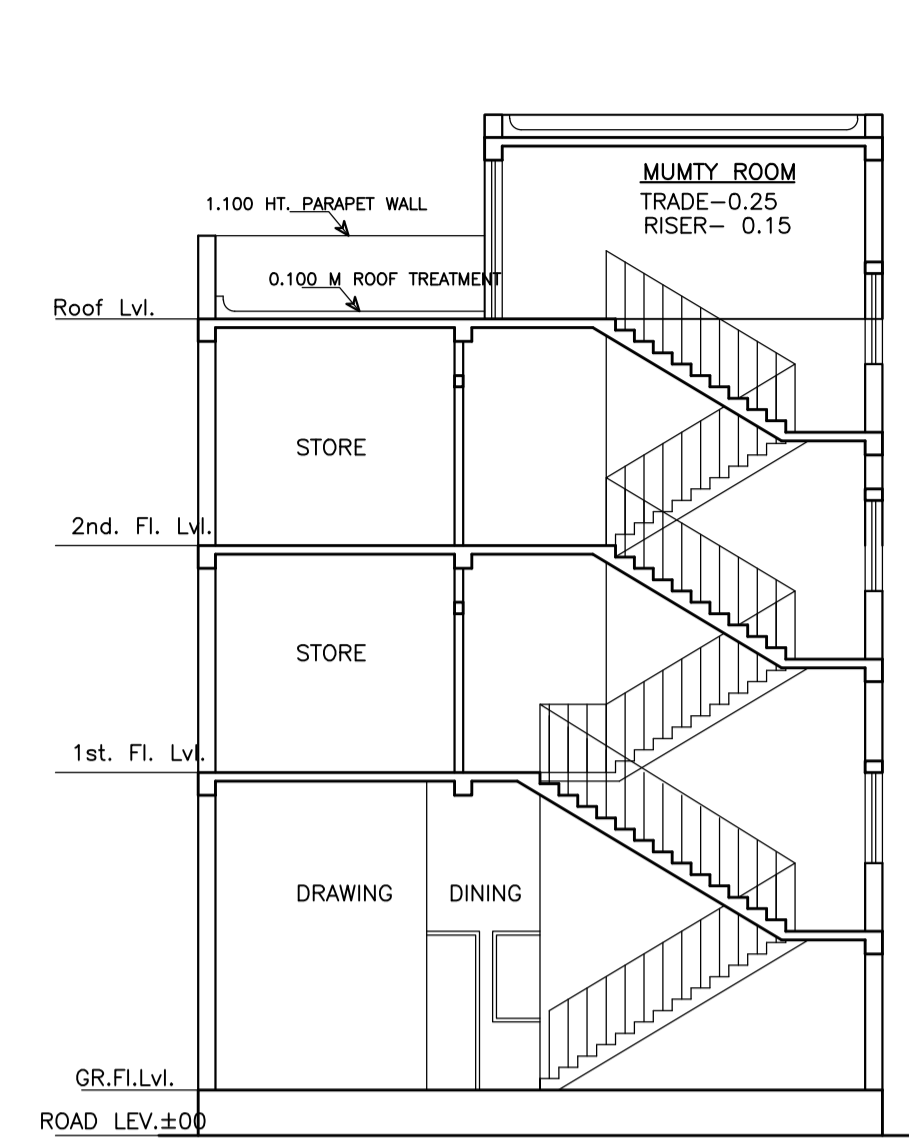 MUMTY ROOM
TRADE-0.25
RISER- 0.15
1.100 HT. PARAPET WALL
0.100 M ROOF TREATMENT
Roof Lvl.
STORE
2nd. Fl. Lvl.
STORE
1st. Fl. Lvl.
DRAWING DINING
GR.Fl.Lvl.
ROAD LEV.±00